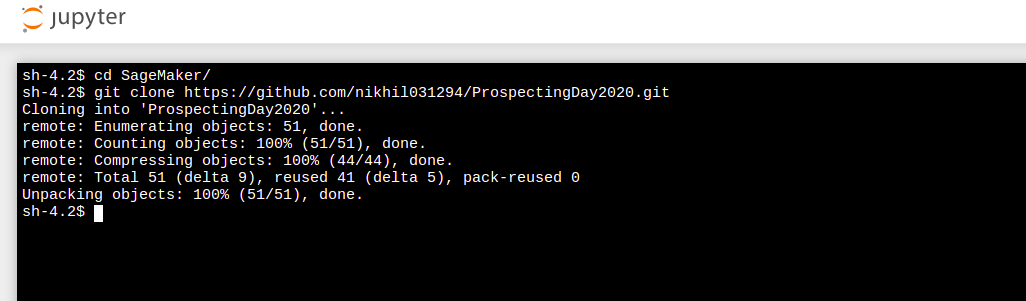 jupyter
sh-4.2$ cd SageMaker/
sh-4.2$ git clone https://github.com/nikhil031294/ProspectingDay2020.git
Cloning into 'ProspectingDay2020'...
remote: Enumerating objects: 51, done.
remote: Counting objects: 100% (51/51), done.
remote: Compressing objects: 100% (44/44), done.
remote: Total 51 (delta 9), reused 41 (delta 5), pack-reused 0
Unpacking objects: 100% (51/51), done.
sh-4.2$